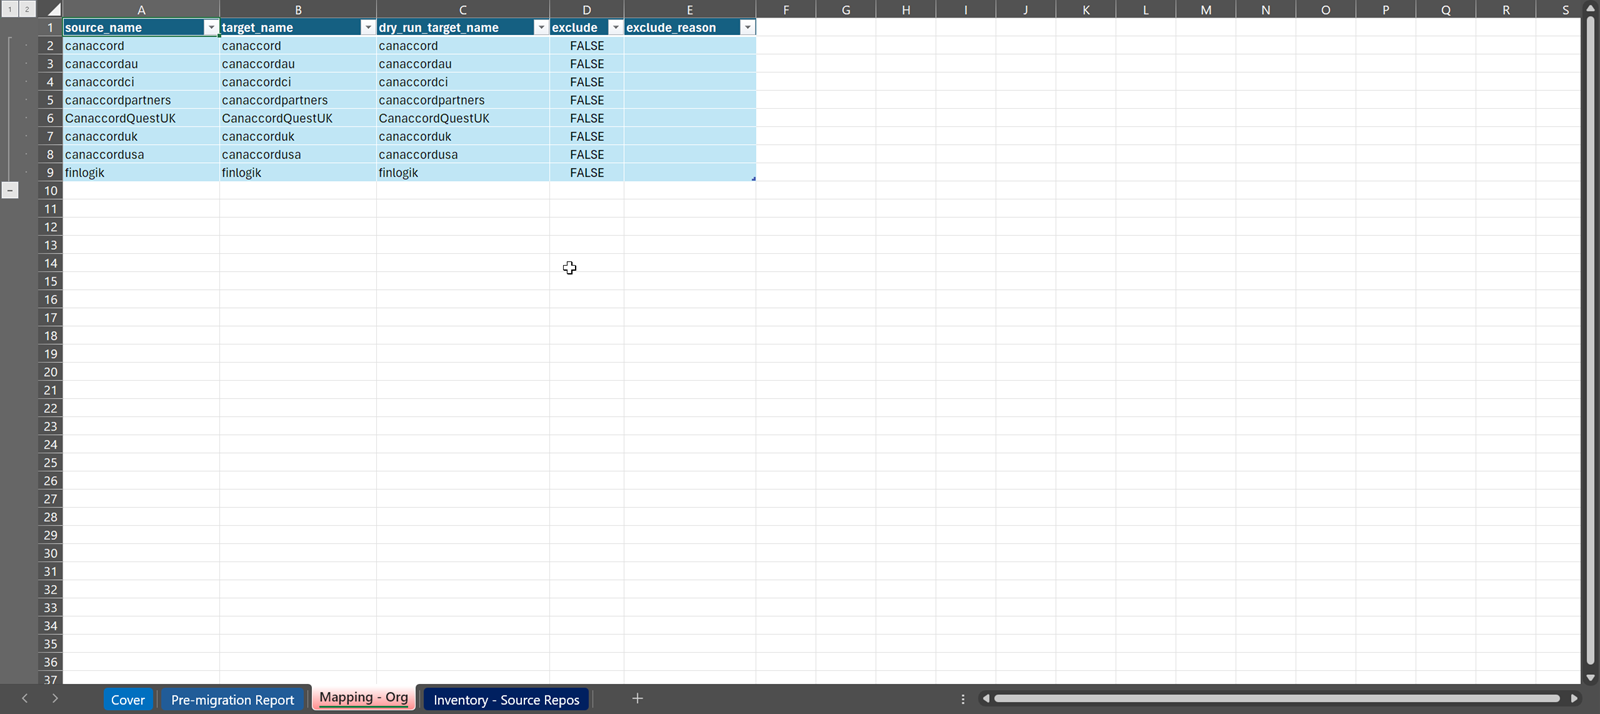 1 2 A B C D E F G H I J K L M N O P Q R S
1 source_name target_name dry_run_target_name exclude exclude_reason
2 canaccord canaccord canaccord FALSE
3 canaccordau canaccordau canaccordau FALSE
4 canaccordci canaccordci canaccordci FALSE
5 canaccordpartners canaccordpartners canaccordpartners FALSE
6 CanaccordQuestUK CanaccordQuestUK CanaccordQuestUK FALSE
7 canaccorduk canaccorduk canaccorduk FALSE
8 canaccordusa canaccordusa canaccordusa FALSE
9 finlogik finlogik finlogik FALSE
10
11
12
13
14
15
16
17
18
19
20
21
22
23
24
25
26
27
28
29
30
31
32
33
34
35
36
37
Cover Pre-migration Report Mapping - Org Inventory - Source Repos